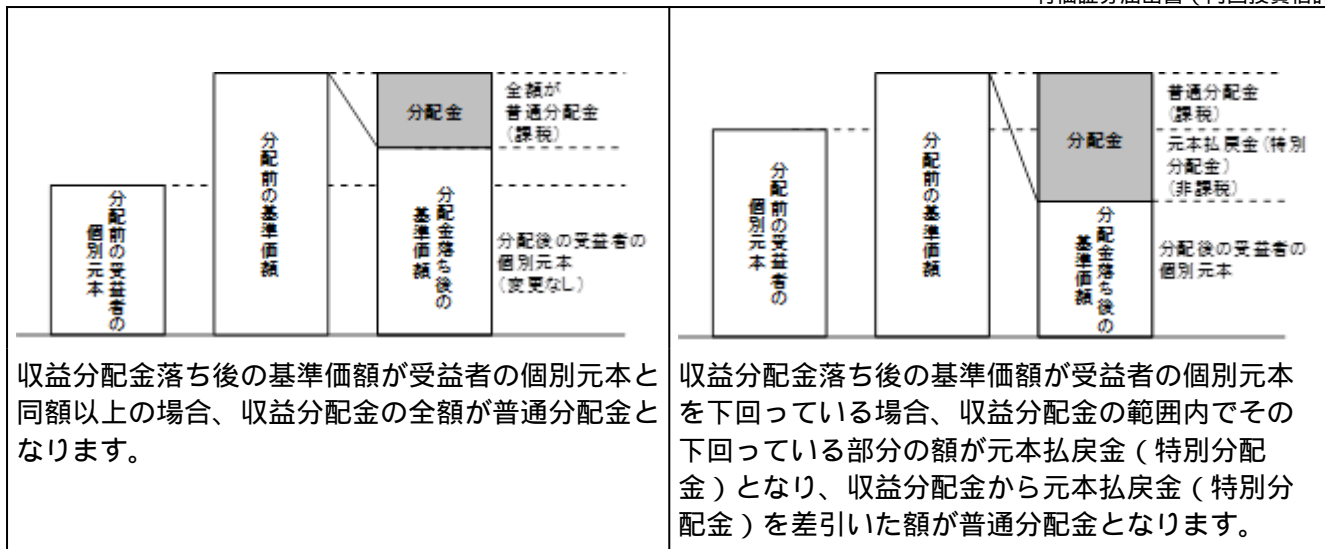 全額が
普通分配金
(課税)
分配金
分配前の基準価額
分配前の受益者の
個別元本
分配金落ち後の
基準価額
分配後の受益者の
個別元本
(変更なし)
収益分配金落ち後の基準価額が受益者の個別元本と
同額以上の場合、収益分配金の全額が普通分配金と
なります。
普通分配金
(課税)
分配金
元本払戻金(特別
分配金)
(非課税)
分配前の基準価額
分配前の受益者の
個別元本
分配金落ち後の
基準価額
分配後の受益者の
個別元本
収益分配金落ち後の基準価額が受益者の個別元本
を下回っている場合、収益分配金の範囲内でその
下回っている部分の額が元本払戻金(特別分配
金)となり、収益分配金から元本払戻金(特別分
配金)を差引いた額が普通分配金となります。